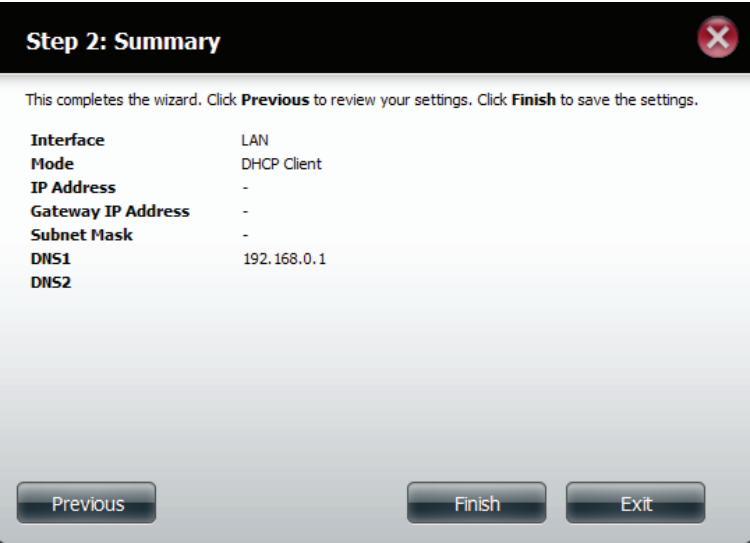 Step 2: Summary
This completes the wizard. Click Previous to review your settings. Click Finish to save the settings.
Interface LAN
Mode DHCP Client
IP Address -
Gateway IP Address -
Subnet Mask -
DNS1 192.168.0.1
DNS2
Previous Finish Exit